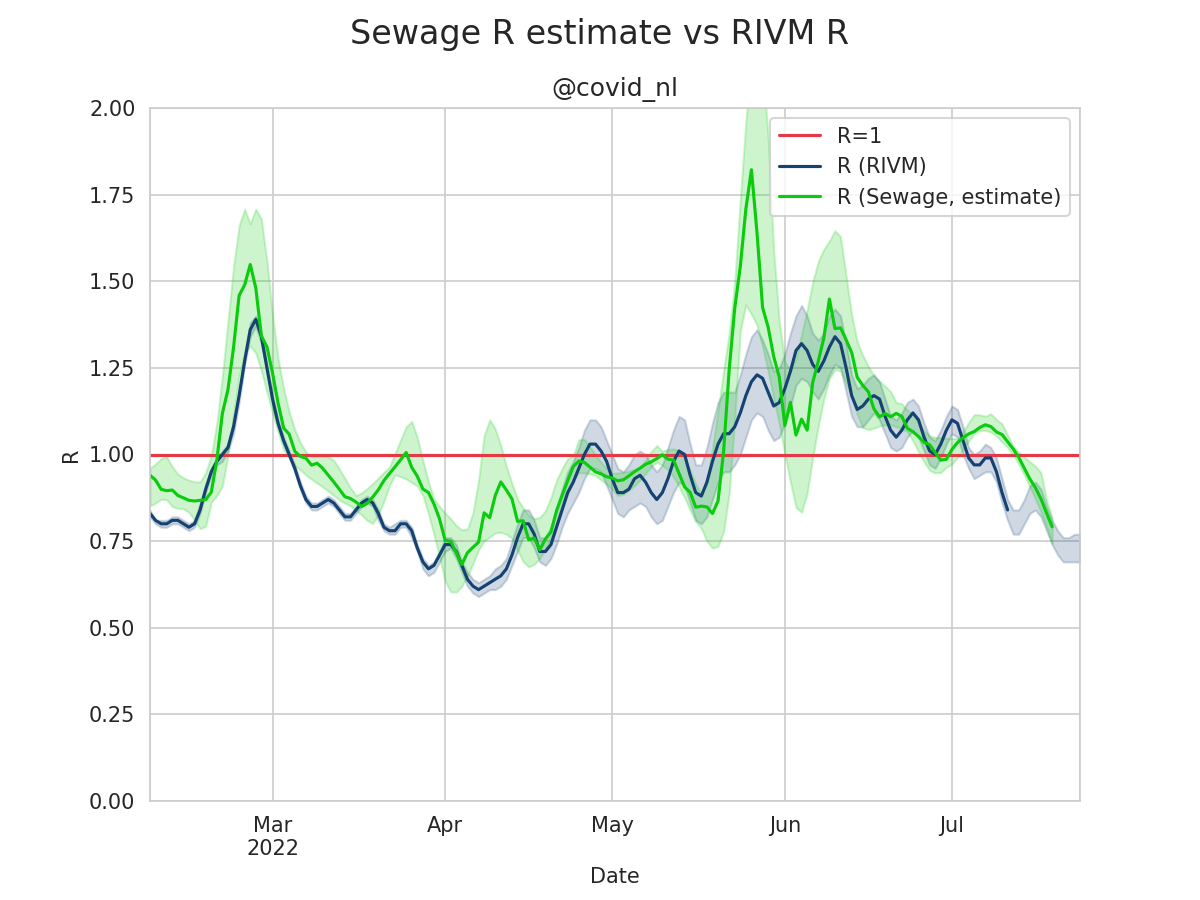 Sewage R estimate vs RIVM R
@covid_nl
R=1
R (RIVM)
R (Sewage, estimate)
2.00
1.75
1.50
1.25
1.00
0.75
0.50
0.25
0.00
R
Mar Apr May Jun Jul
2022
Date